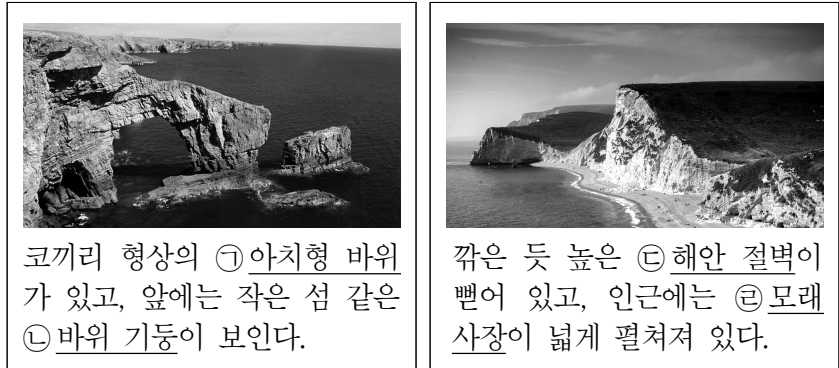 코끼리 형상의 ㉠아치형 바위
가 있고, 앞에는 작은 섬 같은
㉡바위 기둥이 보인다.
깎은 듯 높은 ㉢해안 절벽이
뻗어 있고, 인근에는 ㉣모래
사장이 넓게 펼쳐져 있다.